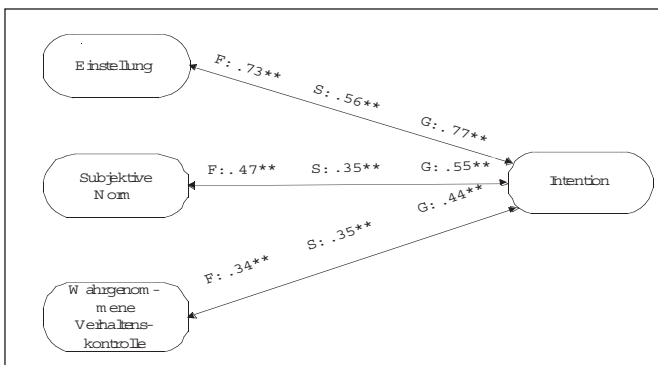 Einstellung
F: .73**
S: .56**
G: .77**
Subjektive
Norm
F: .47** S: .35** G: .55**
Intention
G: .44**
S: .35**
F: .34**
Wahrgenom-
mene
Verhaltens-
kontrolle